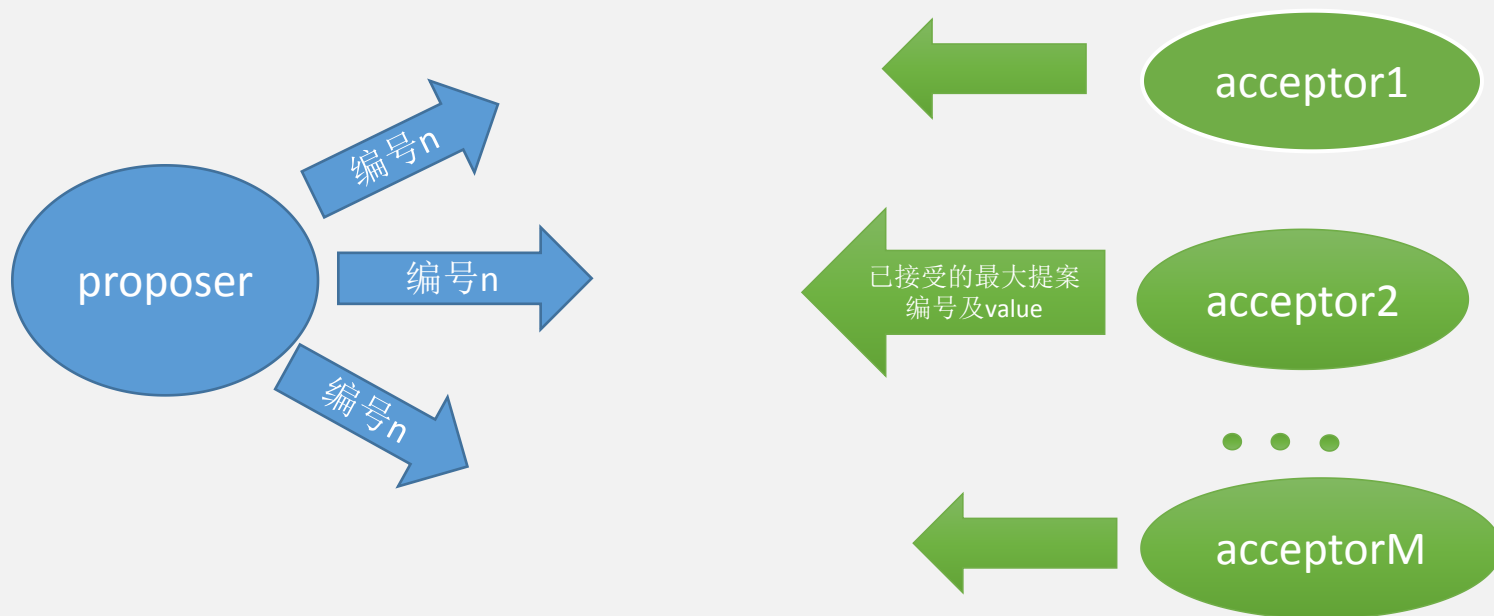 acceptor1
编号n
proposer
编号n
已接受的最大提案
编号及value
acceptor2
编号n
acceptorM